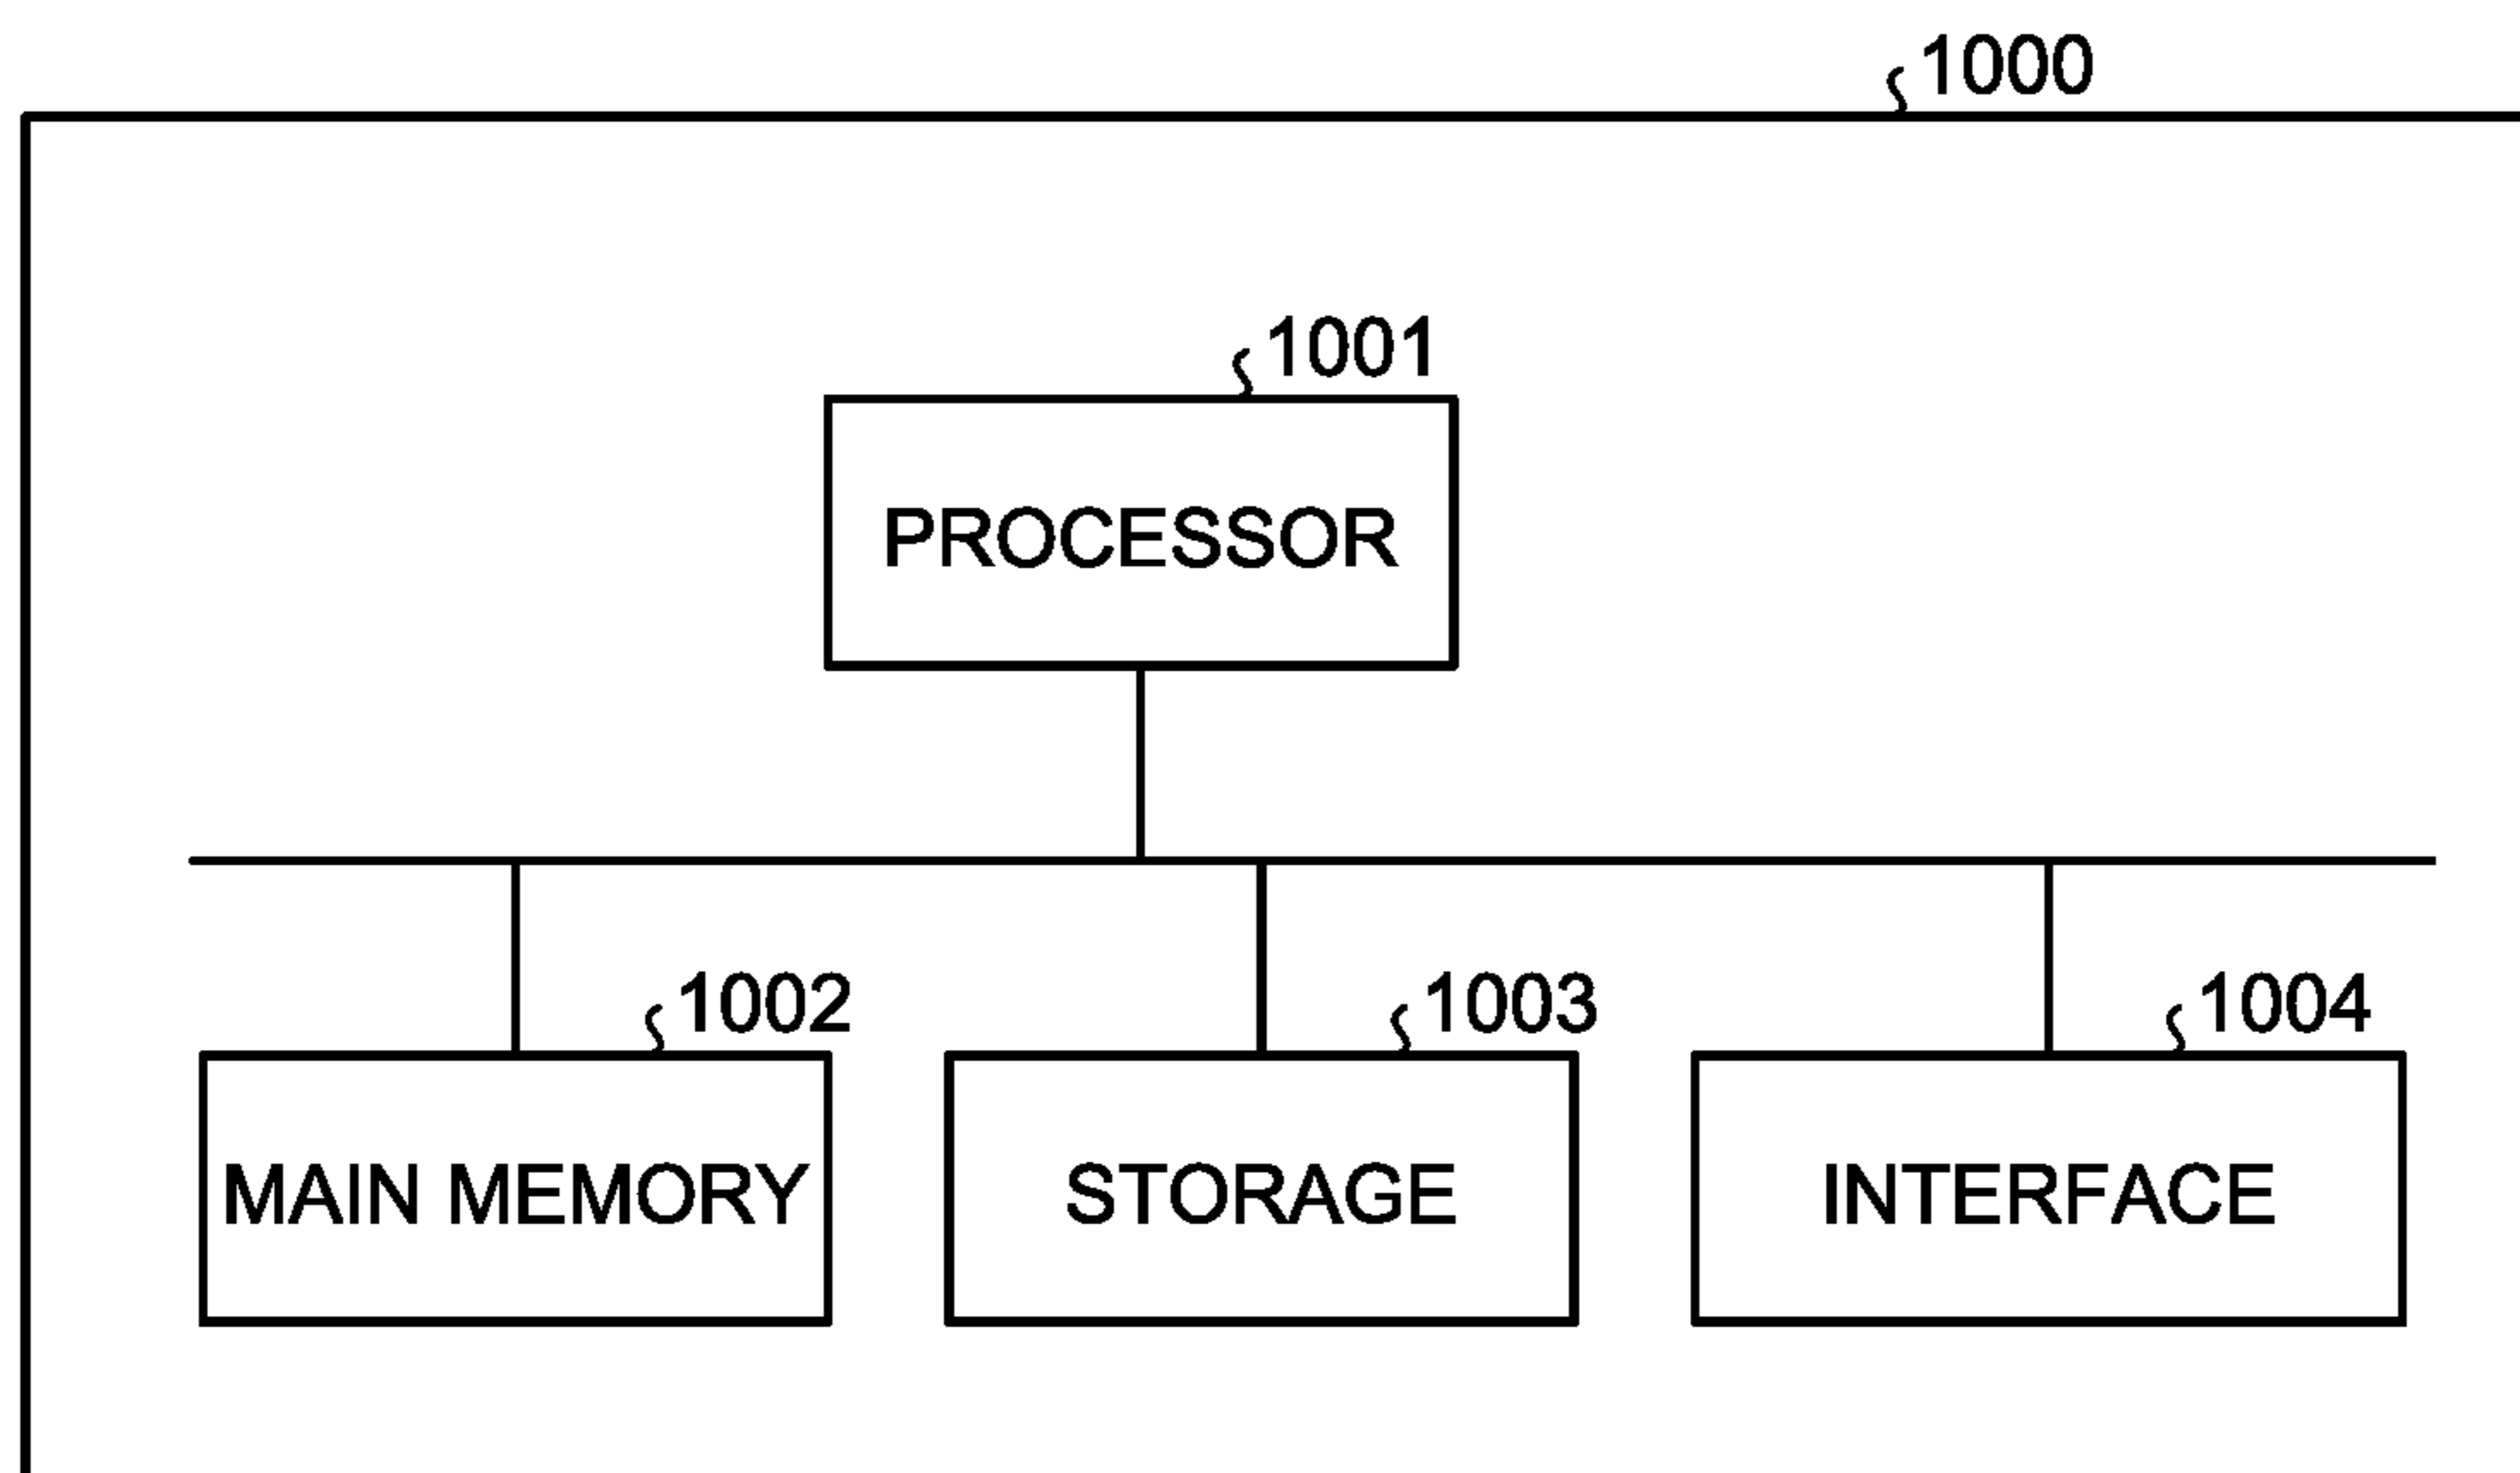 1000
1001
PROCESSOR
1002
1003
1004
MAIN MEMORY
STORAGE
INTERFACE